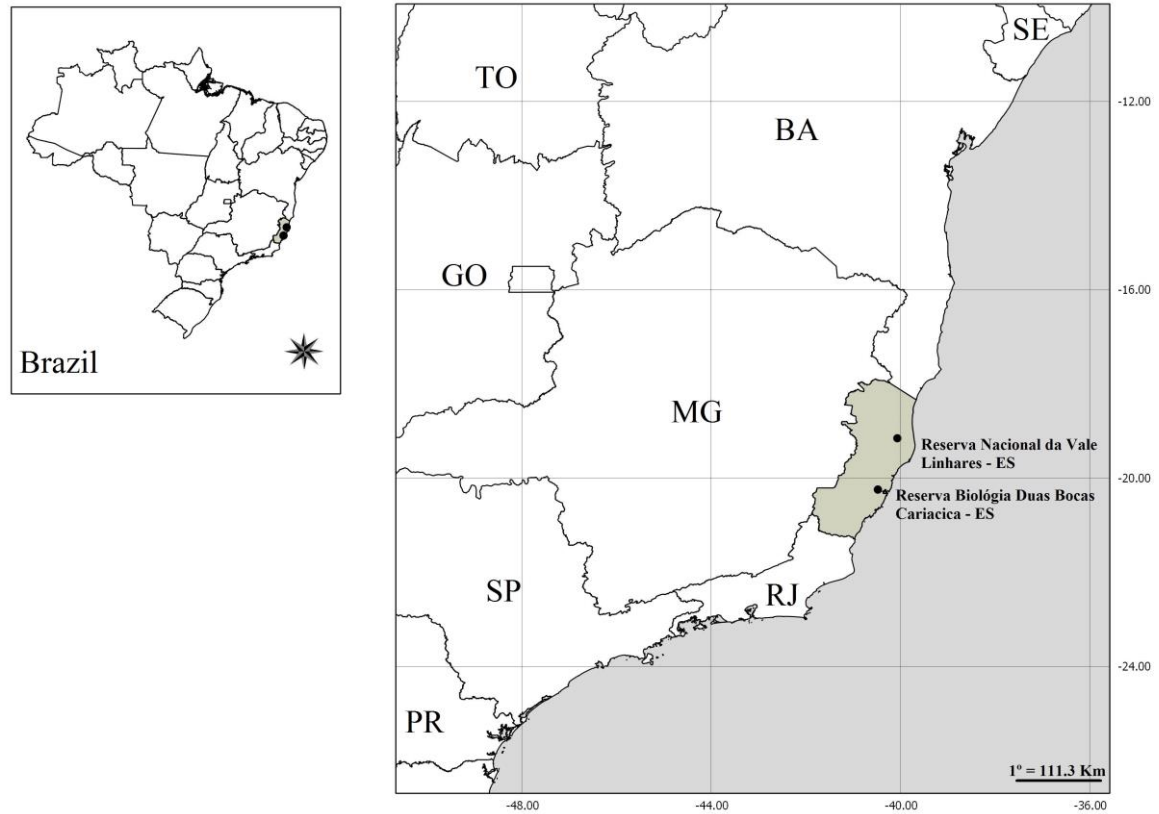 Brazil
TO
BA
SE
GO
MG
SP
RJ
PR
Reserva Nacional da Vale
Linhares - ES
Reserva Biológia Duas Bocas
Cariacica - ES
-12.00
-16.00
-20.00
-24.00
1º = 111.3 Km
-48.00
-44.00
-40.00
-36.00